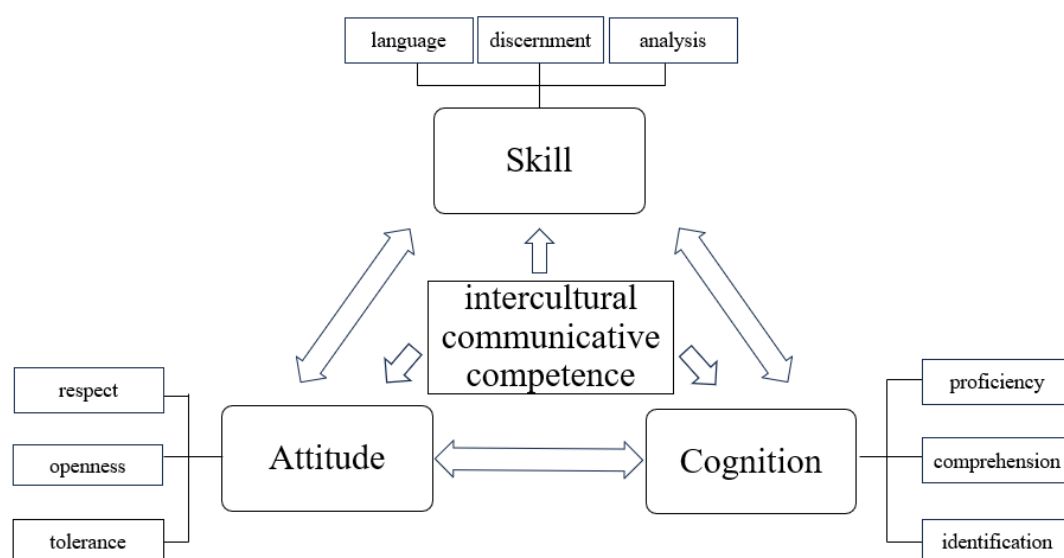 language
discernment
analysis
Skill
intercultural
communicative
competence
respect
openness
tolerance
Attitude
Cognition
proficiency
comprehension
identification